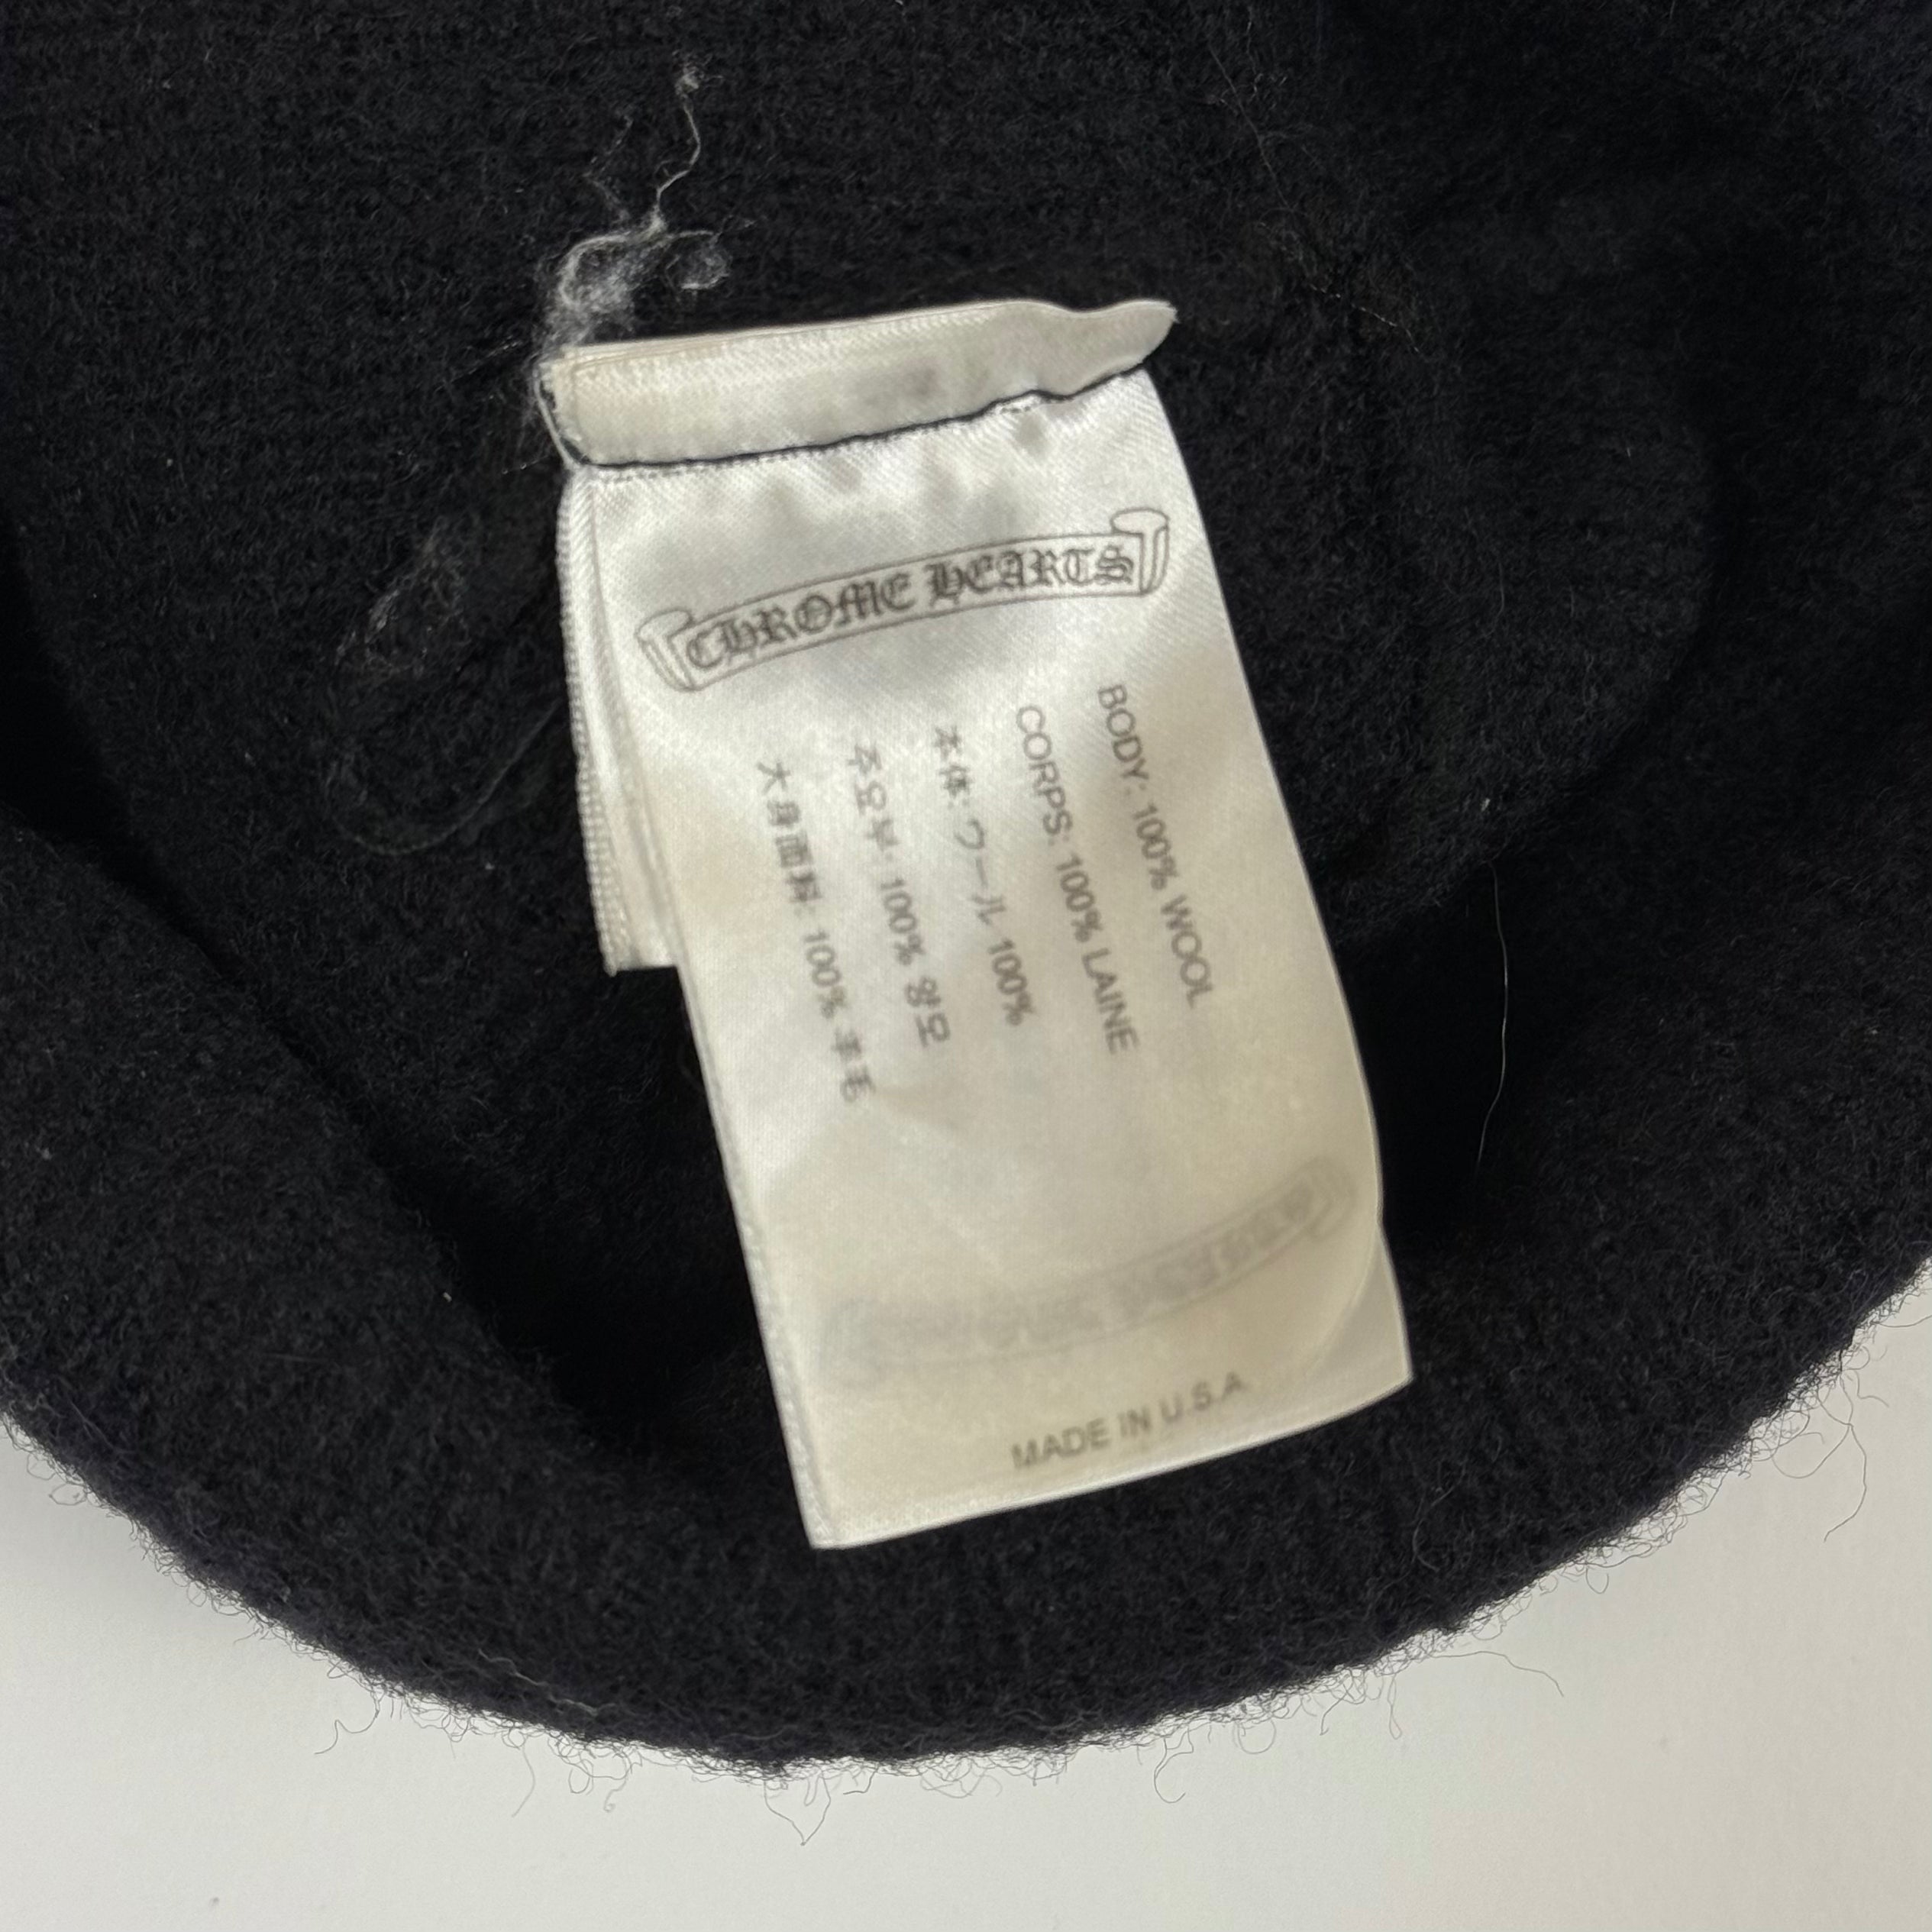 CHROME HEARTS
BODY: 100% WOOL
CORPS: 100% LAINE
本体: ウール 100%
주요부: 100% 양모
大身面料: 100% 羊毛
MADE IN U.S.A